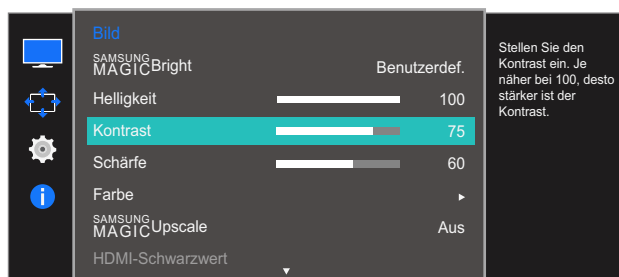 Bild
SAMSUNG
MAGICBright Benutzerdef.
Helligkeit 100
Kontrast 75
Schärfe 60
Farbe
SAMSUNG
MAGICUpscale Aus
HDMI-Schwarzwert
Stellen Sie den
Kontrast ein. Je
näher bei 100, desto
stärker ist der
Kontrast.